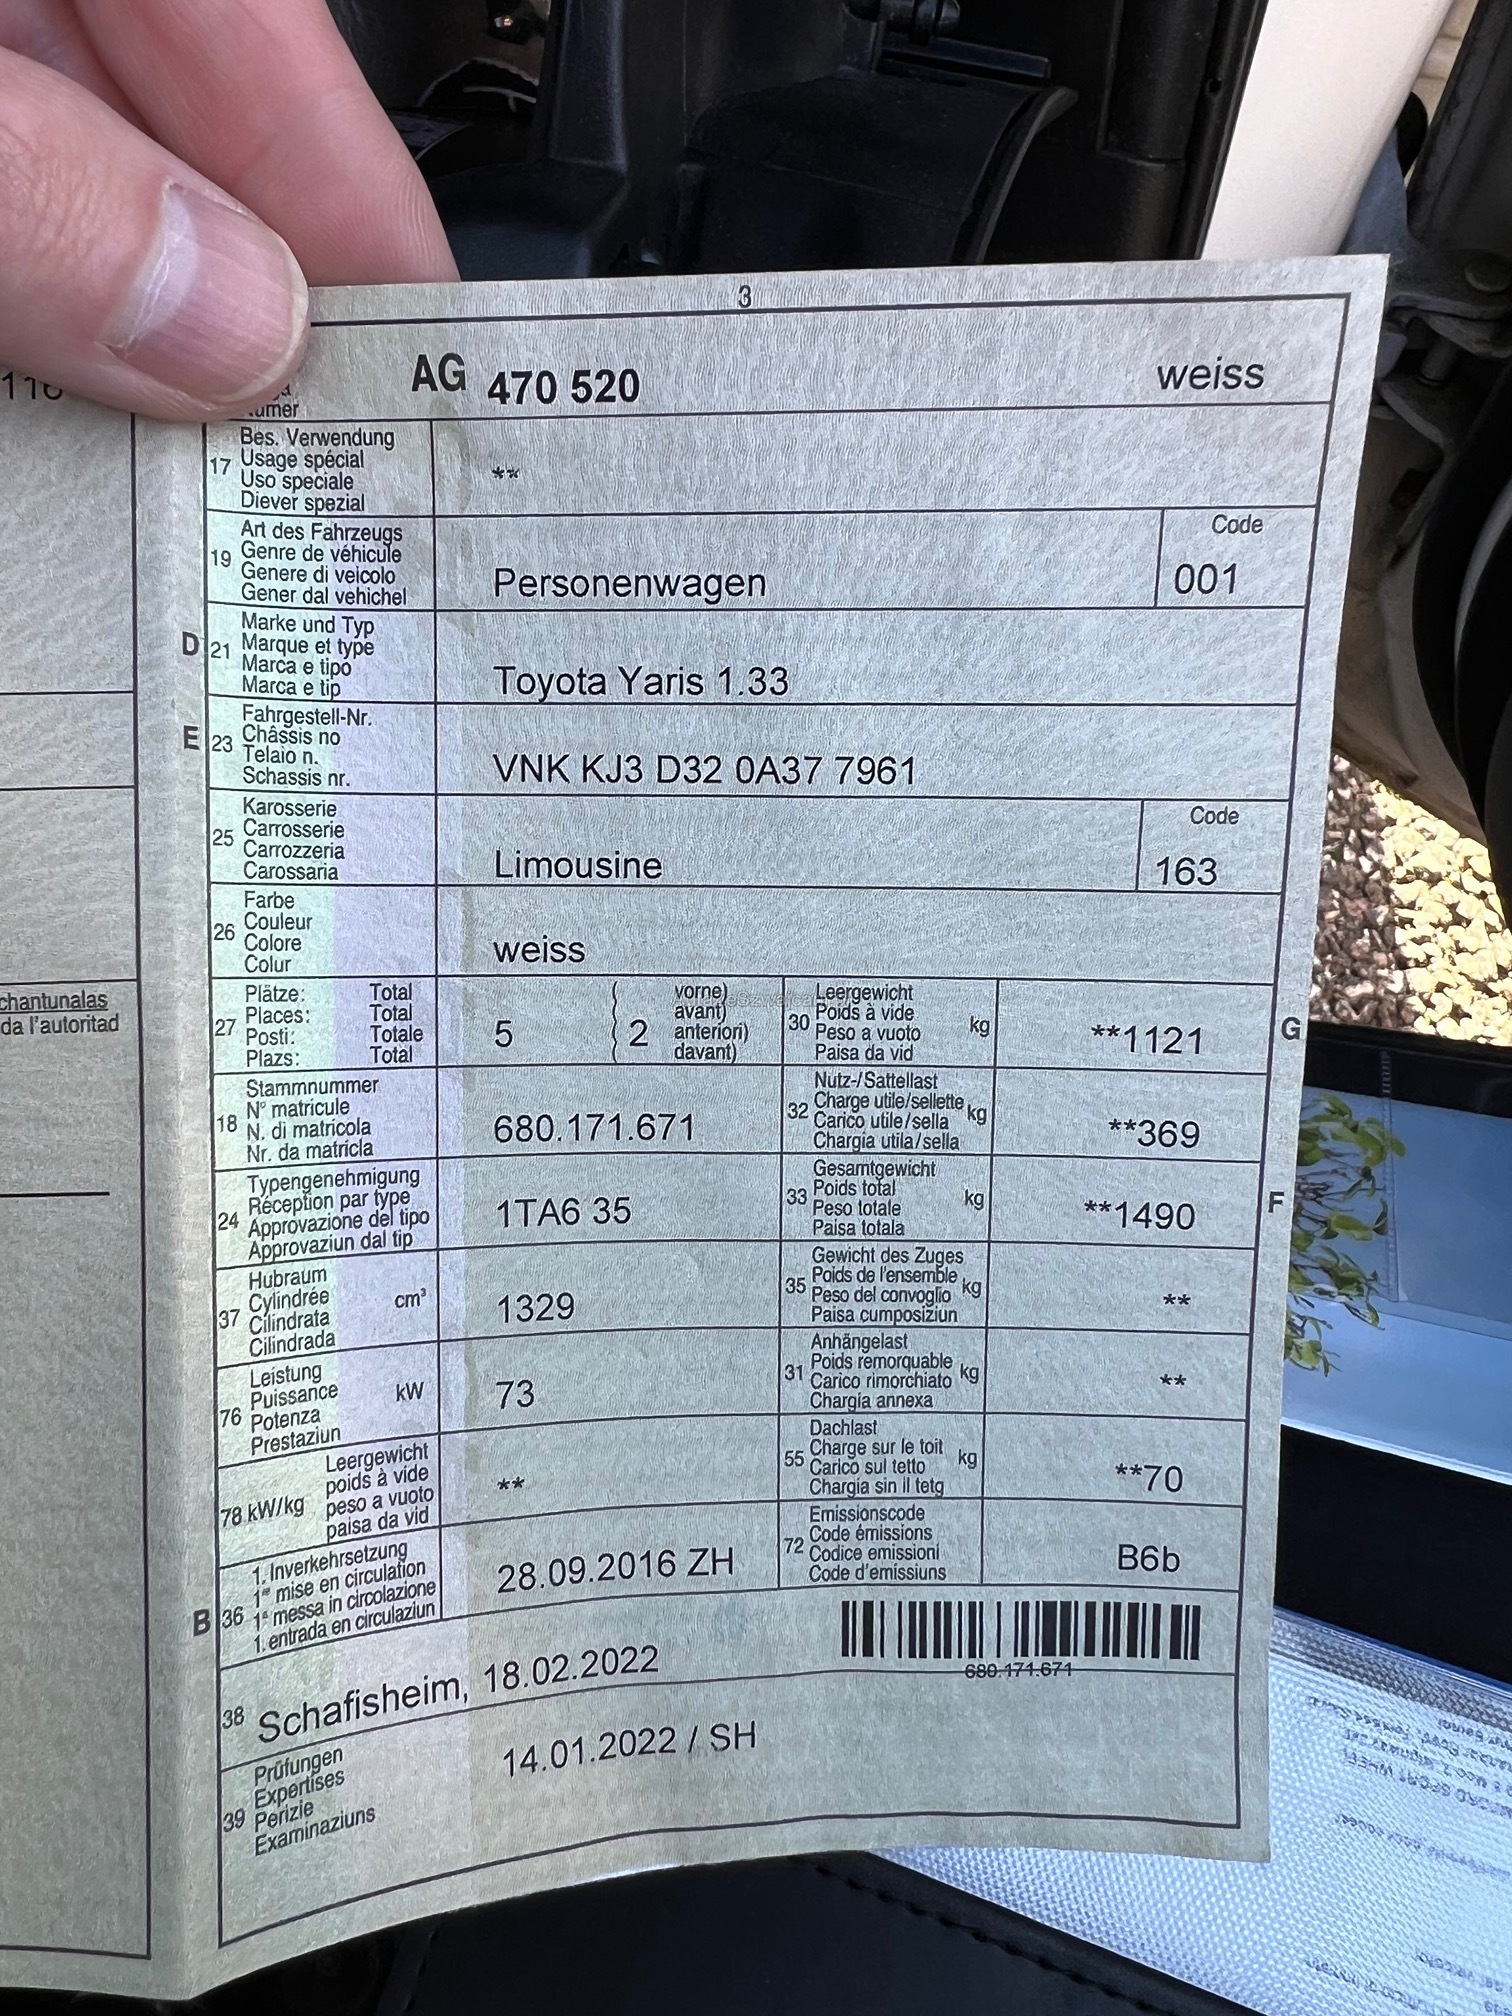 3
116
AG 470 520 weiss
Bes. Verwendung
17 Usage spécial **
Uso speciale
Diever spezial
Art des Fahrzeugs Code
19 Genre de véhicule
Genere di veicolo Personenwagen 001
Gener dal vehichel
Marke und Typ
D 21 Marque et type
Marca e tipo Toyota Yaris 1.33
Marca e tip
Fahrgestell-Nr.
E 23 Châssis no
Telaio n. VNK KJ3 D32 0A37 7961
Schassis nr.
Karosserie Code
25 Carrosserie
Carrozzeria Limousine 163
Carossaria
Farbe
26 Couleur
Colore weiss
Colur
chantunalas
da l'autoritad
Plätze: Total vorne)
Places: Total avant)
27 Posti: Totale 5 2 anteriori)
Plazs: Total davant)
Leergewicht
30 Poids à vide kg **1121 G
Peso a vuoto
Paisa da vid
Stammnummer
18 N° matricule 680.171.671
N. di matricola
Nr. da matricla
Nutz-/Sattellast
32 Charge utile/sellette kg **369
Carico utile/sella
Chargia utila/sella
Typengenehmigung
Réception par type
24 Approvazione del tipo 1TA6 35
Approvaziun dal tip
Gesamtgewicht
33 Poids total kg **1490 F
Peso totale
Paisa totala
Hubraum
37 Cylindrée cm³ 1329
Cilindrata
Cilindrada
Gewicht des Zuges
35 Poids de l'ensemble kg **
Peso del convoglio
Paisa cumposiziun
Leistung
76 Puissance kW 73
Potenza
Prestaziun
Anhängelast
31 Poids remorquable kg **
Carico rimorchiato
Chargia annexa
Leergewicht
78 kW/kg poids à vide **
peso a vuoto
paisa da vid
Dachlast
55 Charge sur le toit kg **70
Carico sul tetto
Chargia sin il tetg
1. Inverkehrsetzung
B 36 1re mise en circulation 28.09.2016 ZH
1a messa in circolazione
1. entrada en circulaziun
Emissionscode
72 Code émissions B6b
Codice emissioni
Code d'emissiuns
680.171.671
38 Schafisheim, 18.02.2022
Prüfungen 14.01.2022 / SH
Expertises
39 Perizie
Examinaziuns